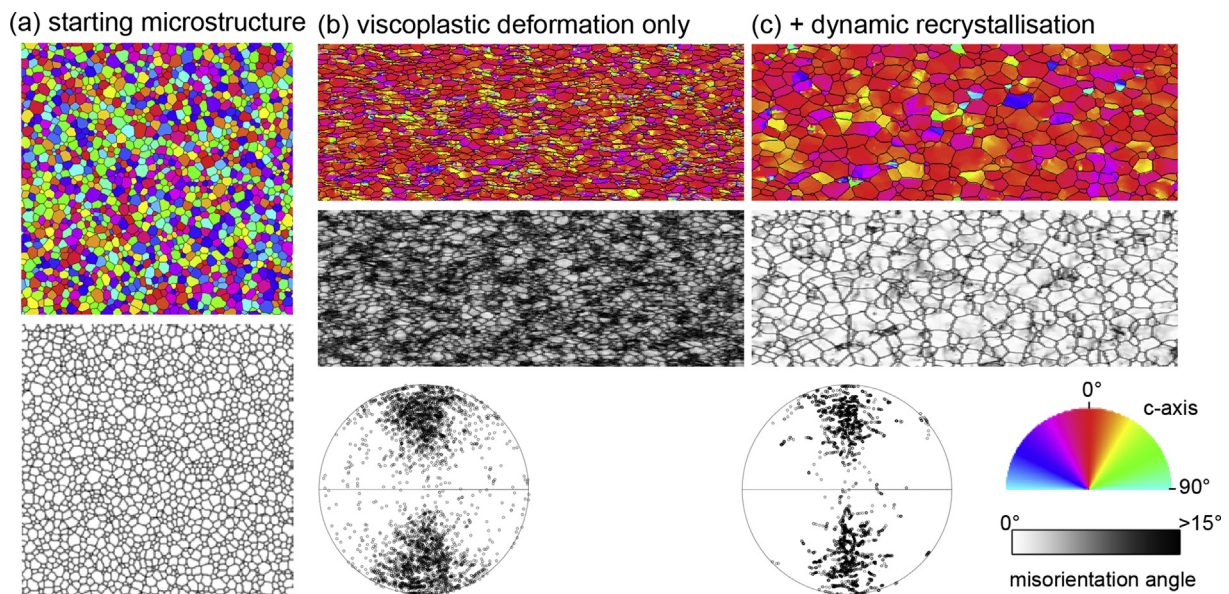 (a) starting microstructure
(b) viscoplastic deformation only
(c) + dynamic recrystallisation
0°
c-axis
90°
0°
>15°
misorientation angle